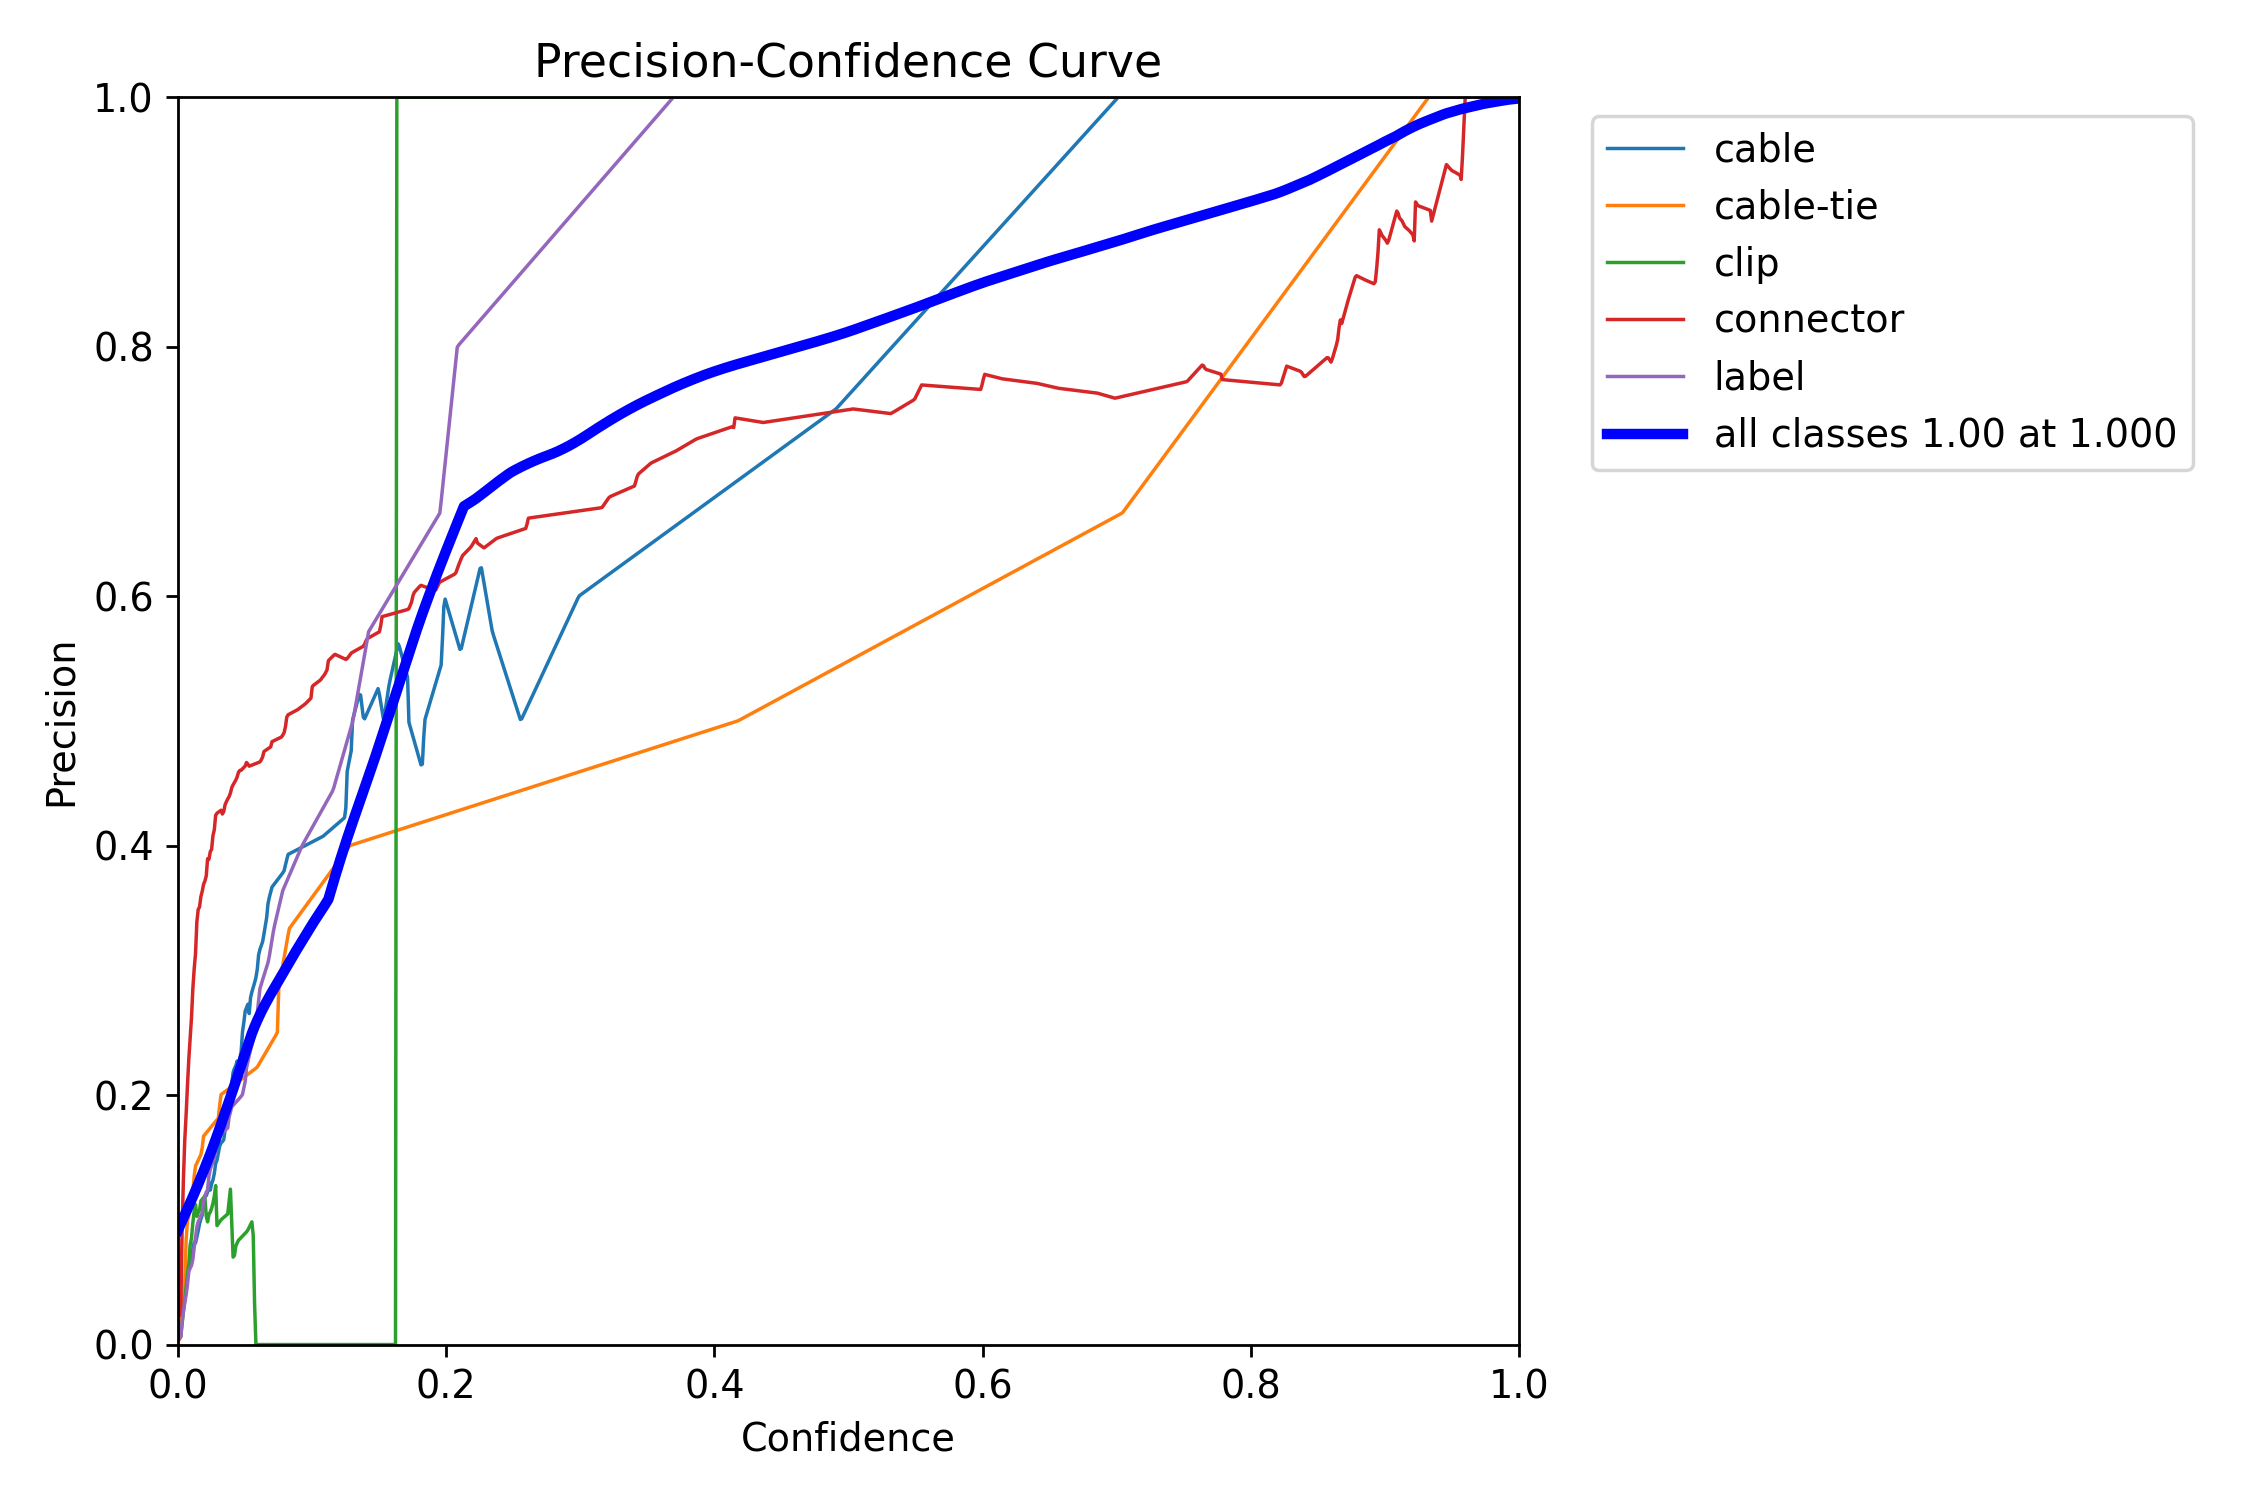 Precision-Confidence Curve
1.0
0.8
0.6
0.4
0.2
0.0
Precision
0.0 0.2 0.4 0.6 0.8 1.0
Confidence
cable
cable-tie
clip
connector
label
all classes 1.00 at 1.000